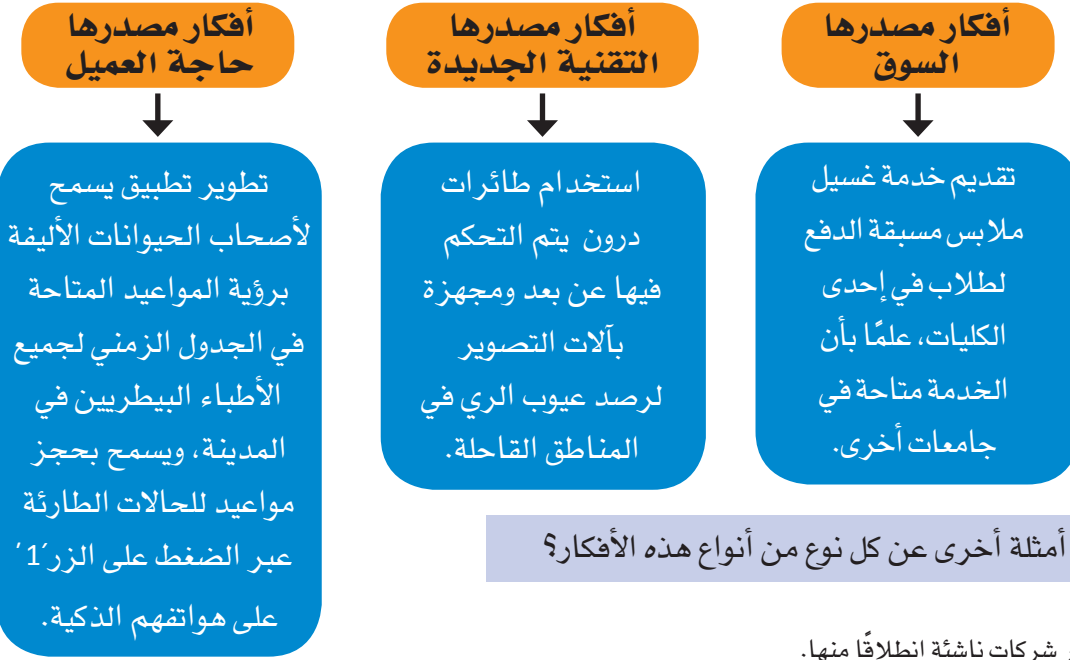 أفكار مصدرها
السوق
تقديم خدمة غسيل
ملابس مسبقة الدفع
لطلاب في إحدى
الكليات، علمًا بأن
الخدمة متاحة في
جامعات أخرى.
أفكار مصدرها
التقنية الجديدة
استخدام طائرات
درون يتم التحكم
فيها عن بعد ومجهزة
بآلات التصوير
لرصد عيوب الري في
المناطق القاحلة.
أفكار مصدرها
حاجة العميل
تطوير تطبيق يسمح
لأصحاب الحيوانات الأليفة
برؤية المواعيد المتاحة
في الجدول الزمني لجميع
الأطباء البيطريين في
المدينة، ويسمح بحجز
مواعيد للحالات الطارئة
عبر الضغط على الزر '1'
على هواتفهم الذكية.
أمثلة أخرى عن كل نوع من أنواع هذه الأفكار؟
شركات ناشئة انطلاقًا منها.